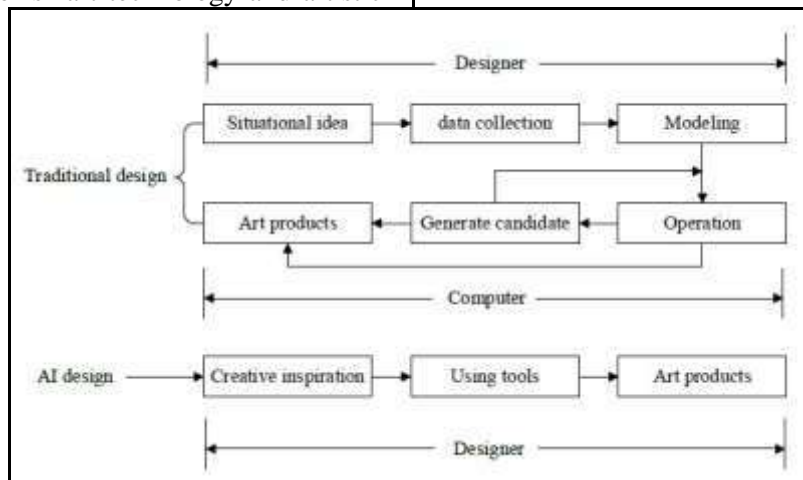 Designer
Situational idea
data collection
Modeling
Traditional design
Art products
Generate candidate
Operation
Computer
AI design
Creative inspiration
Using tools
Art products
Designer